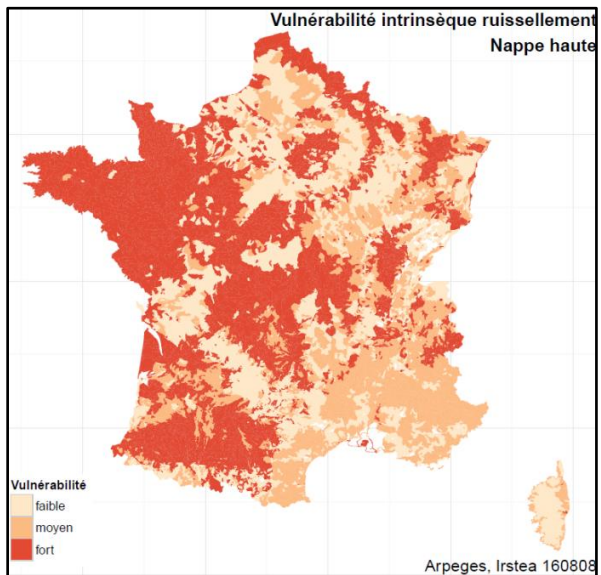 Vulnérabilité intrinsèque ruissellement
Nappe haute
Vulnérabilité
faible
moyen
fort
Arpeges, Irstea 160808